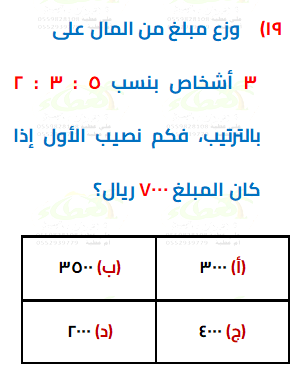 ١٩) وزع مبلغ من المال على
٣ أشخاص بنسب ٥ : ٣ : ٢
بالترتيب، فكم نصيب الأول إذا
كان المبلغ ٧٠٠٠ ريال؟
(أ) ٣٠٠٠ (ب) ٣٥٠٠
(ج) ٤٠٠٠ (د) ٢٠٠٠